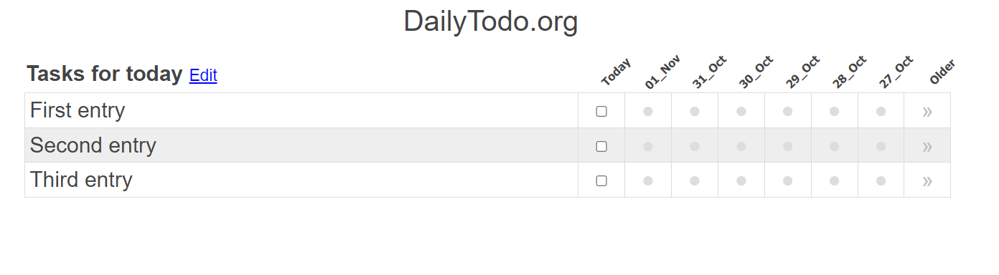 DailyTodo.org
Tasks for today Edit
Today 01_Nov 31_Oct 30_Oct 29_Oct 28_Oct 27_Oct Older
First entry »
Second entry »
Third entry »